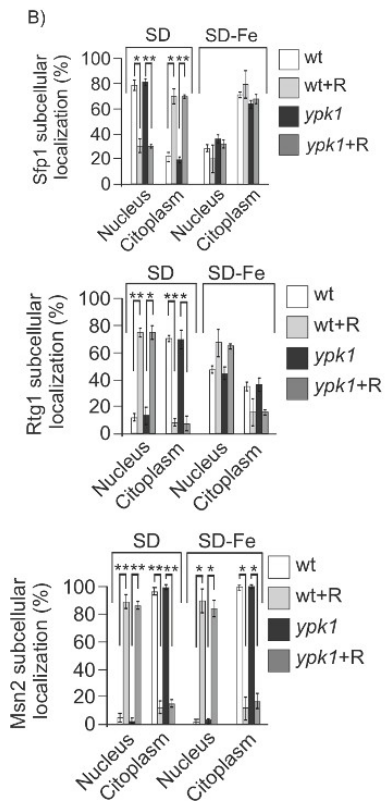 B)
SD
SD-Fe
* ** * ** *
Sfp1 subcellular
localization (%)
80
60
40
20
0
Nucleus
Citoplasm
Nucleus
Citoplasm
wt
wt+R
ypk1
ypk1+R
SD
SD-Fe
** * ** *
Rtg1 subcellular
localization (%)
100
80
60
40
20
0
Nucleus
Citoplasm
Nucleus
Citoplasm
wt
wt+R
ypk1
ypk1+R
SD
SD-Fe
** ** ** ** * * * *
Msn2 subcellular
localization (%)
100
80
60
40
20
0
Nucleus
Citoplasm
Nucleus
Citoplasm
wt
wt+R
ypk1
ypk1+R